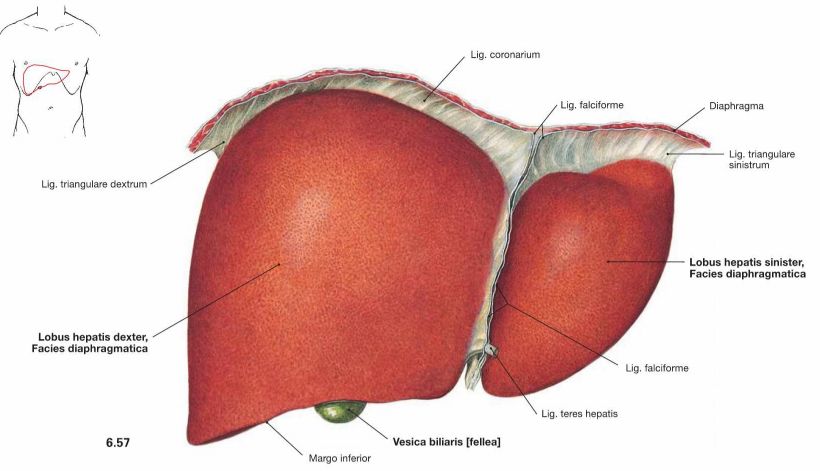 Lig. coronarium
Lig. falciforme
Diaphragma
Lig. triangulare
sinistrum
Lig. triangulare dextrum
Lobus hepatis sinister,
Facies diaphragmatica
Lobus hepatis dexter,
Facies diaphragmatica
Lig. falciforme
Lig. teres hepatis
6.57
Vesica biliaris [fellea]
Margo inferior